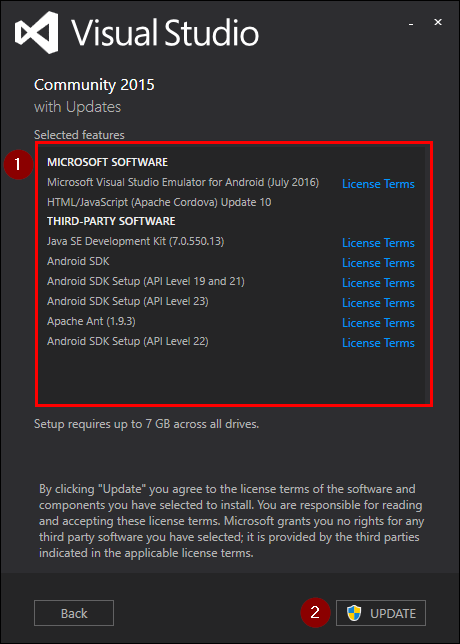 Visual Studio
Community 2015
with Updates
Selected features
1
MICROSOFT SOFTWARE
Microsoft Visual Studio Emulator for Android (July 2016) License Terms
HTML/JavaScript (Apache Cordova) Update 10
THIRD-PARTY SOFTWARE
Java SE Development Kit (7.0.550.13) License Terms
Android SDK License Terms
Android SDK Setup (API Level 19 and 21) License Terms
Android SDK Setup (API Level 23) License Terms
Apache Ant (1.9.3) License Terms
Android SDK Setup (API Level 22) License Terms
Setup requires up to 7 GB across all drives.
By clicking "Update" you agree to the license terms of the software and
components you have selected to install. You are responsible for reading
and accepting these license terms. Microsoft grants you no rights for any
third party software you have selected; it is provided by the third parties
indicated in the applicable license terms.
Back 2 UPDATE